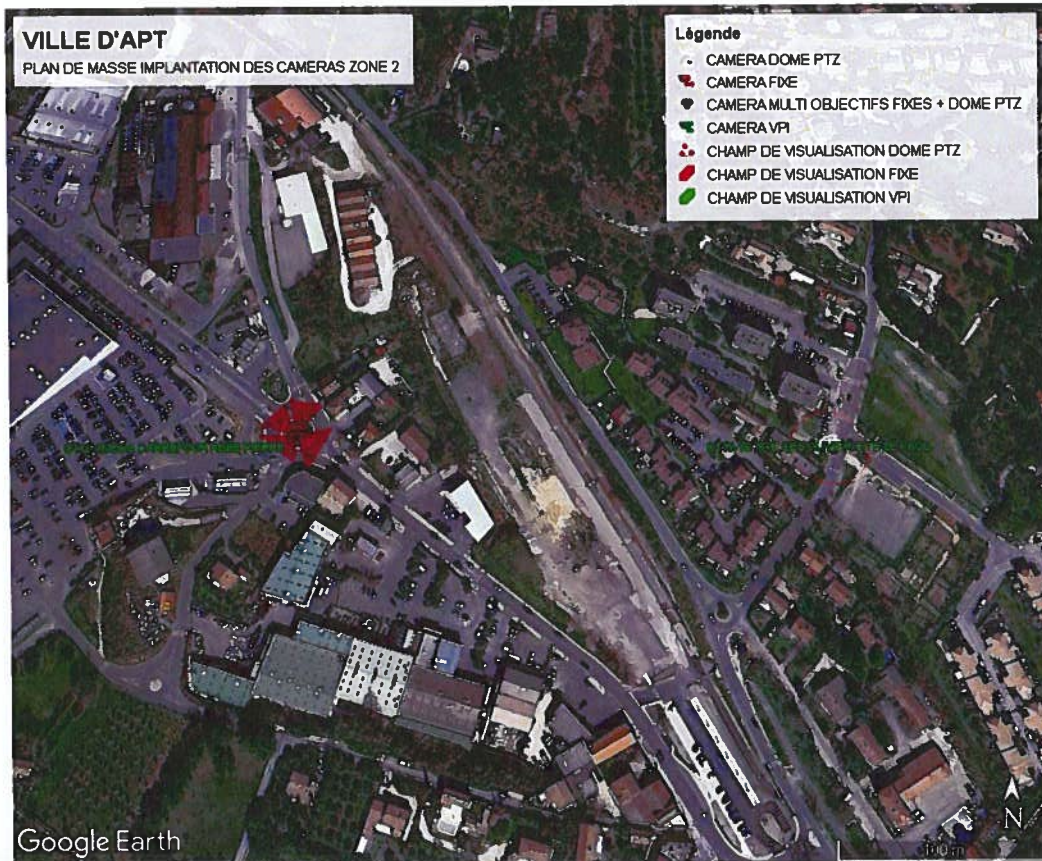 VILLE D'APT
PLAN DE MASSE IMPLANTATION DES CAMERAS ZONE 2
Légende
CAMERA DOME PTZ
CAMERA FIXE
CAMERA MULTI OBJECTIFS FIXES + DOME PTZ
CAMERA VPI
CHAMP DE VISUALISATION DOME PTZ
CHAMP DE VISUALISATION FIXE
CHAMP DE VISUALISATION VPI
N
100 m
Google Earth